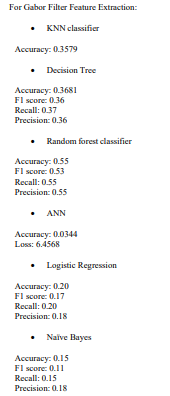 For Gabor Filter Feature Extraction:
• KNN classifier
Accuracy: 0.3579
• Decision Tree
Accuracy: 0.3681
F1 score: 0.36
Recall: 0.37
Precision: 0.36
• Random forest classifier
Accuracy: 0.55
F1 score: 0.53
Recall: 0.55
Precision: 0.55
• ANN
Accuracy: 0.0344
Loss: 6.4568
• Logistic Regression
Accuracy: 0.20
F1 score: 0.17
Recall: 0.20
Precision: 0.18
• Naïve Bayes
Accuracy: 0.15
F1 score: 0.11
Recall: 0.15
Precision: 0.18